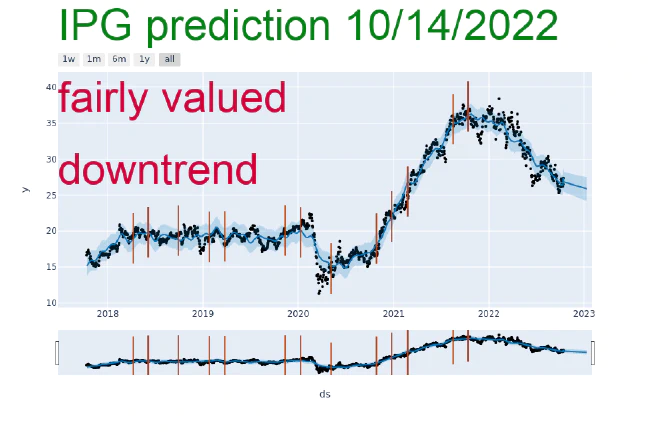 IPG prediction 10/14/2022
1w 1m 6m 1y all
40
fairly valued
35
30
downtrend
y
25
20
15
10
2018 2019 2020 2021 2022 2023
ds